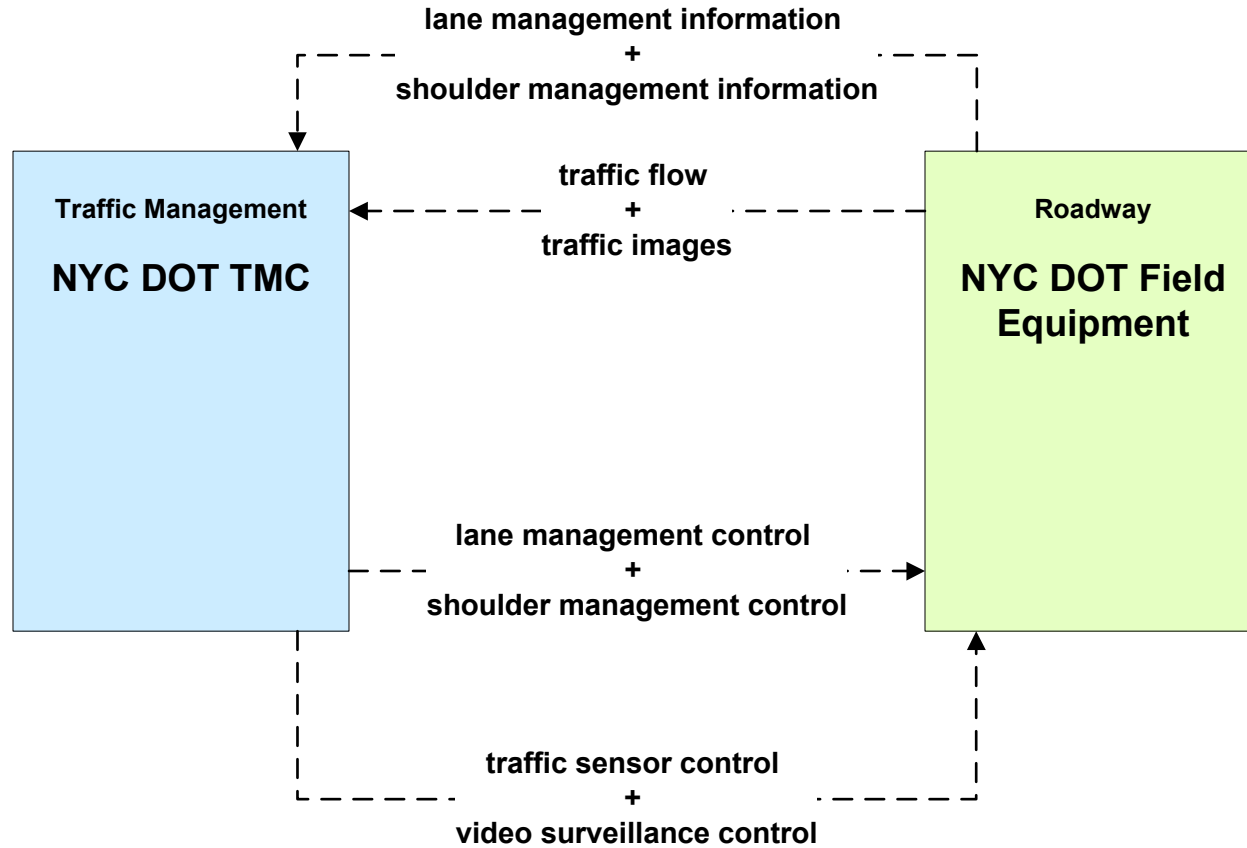 lane management information
+
shoulder management information
traffic flow
+
traffic images
Traffic Management
NYC DOT TMC
Roadway
NYC DOT Field
Equipment
lane management control
+
shoulder management control
traffic sensor control
+
video surveillance control